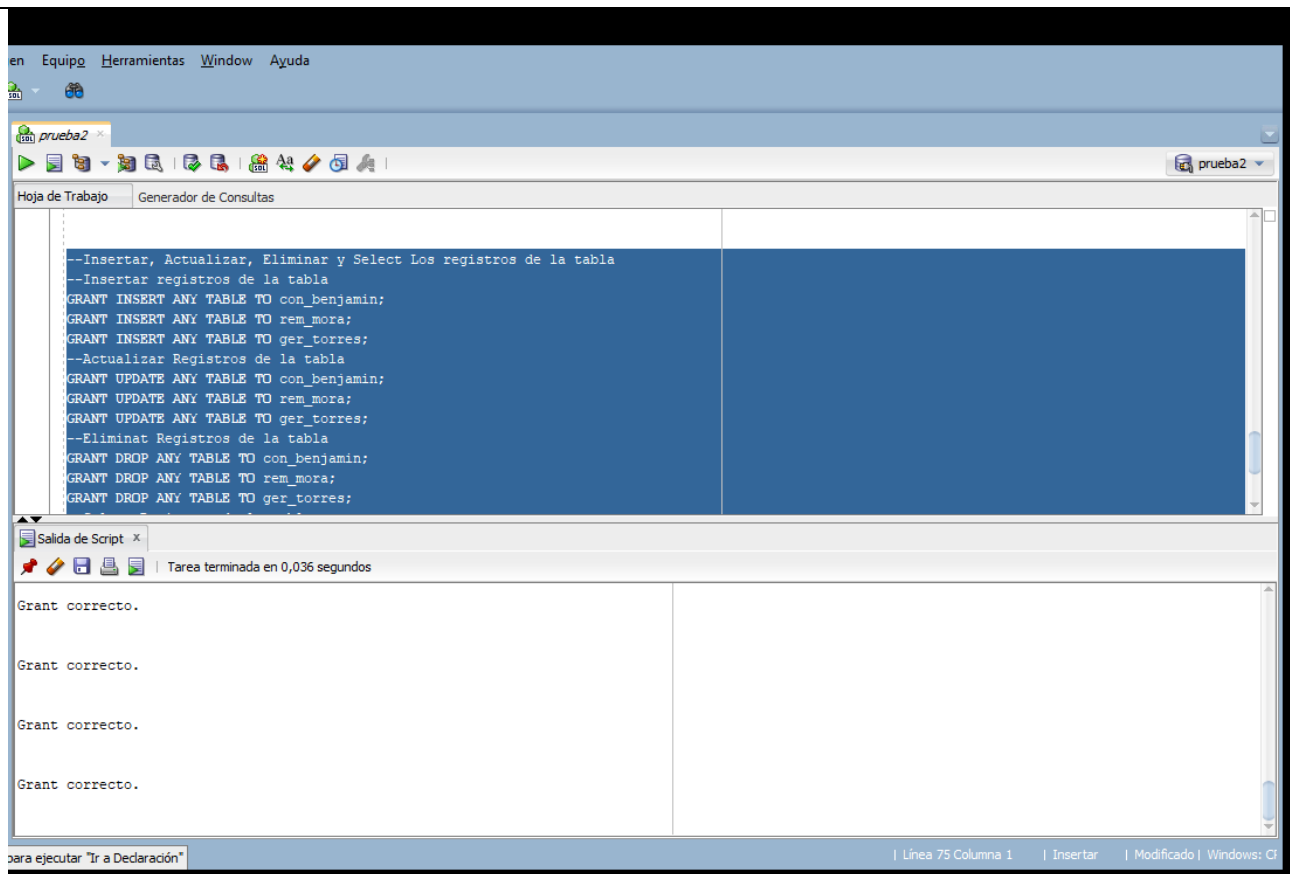 en Equipo Herramientas Window Ayuda
SQL
SQL prueba2
SQL Aa prueba2
Hoja de Trabajo Generador de Consultas
--Insertar, Actualizar, Eliminar y Select Los registros de la tabla
--Insertar registros de la tabla
GRANT INSERT ANY TABLE TO con_benjamin;
GRANT INSERT ANY TABLE TO rem_mora;
GRANT INSERT ANY TABLE TO ger_torres;
--Actualizar Registros de la tabla
GRANT UPDATE ANY TABLE TO con_benjamin;
GRANT UPDATE ANY TABLE TO rem_mora;
GRANT UPDATE ANY TABLE TO ger_torres;
--Eliminat Registros de la tabla
GRANT DROP ANY TABLE TO con_benjamin;
GRANT DROP ANY TABLE TO rem_mora;
GRANT DROP ANY TABLE TO ger_torres;
Salida de Script x
Tarea terminada en 0,036 segundos
Grant correcto.
Grant correcto.
Grant correcto.
Grant correcto.
para ejecutar "Ir a Declaración" | Línea 75 Columna 1 | Insertar | Modificado | Windows: